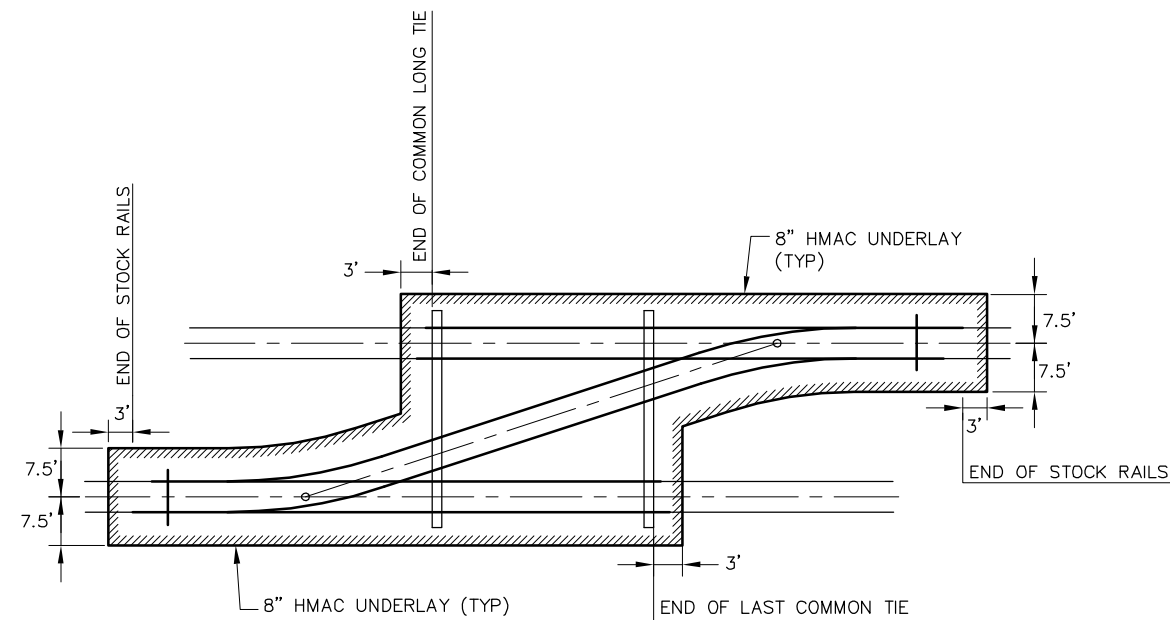 END OF COMMON LONG TIE
END OF STOCK RAILS
8" HMAC UNDERLAY
(TYP)
3'
7.5'
7.5'
3'
3'
7.5'
7.5'
END OF STOCK RAILS
3'
8" HMAC UNDERLAY (TYP)
END OF LAST COMMON TIE